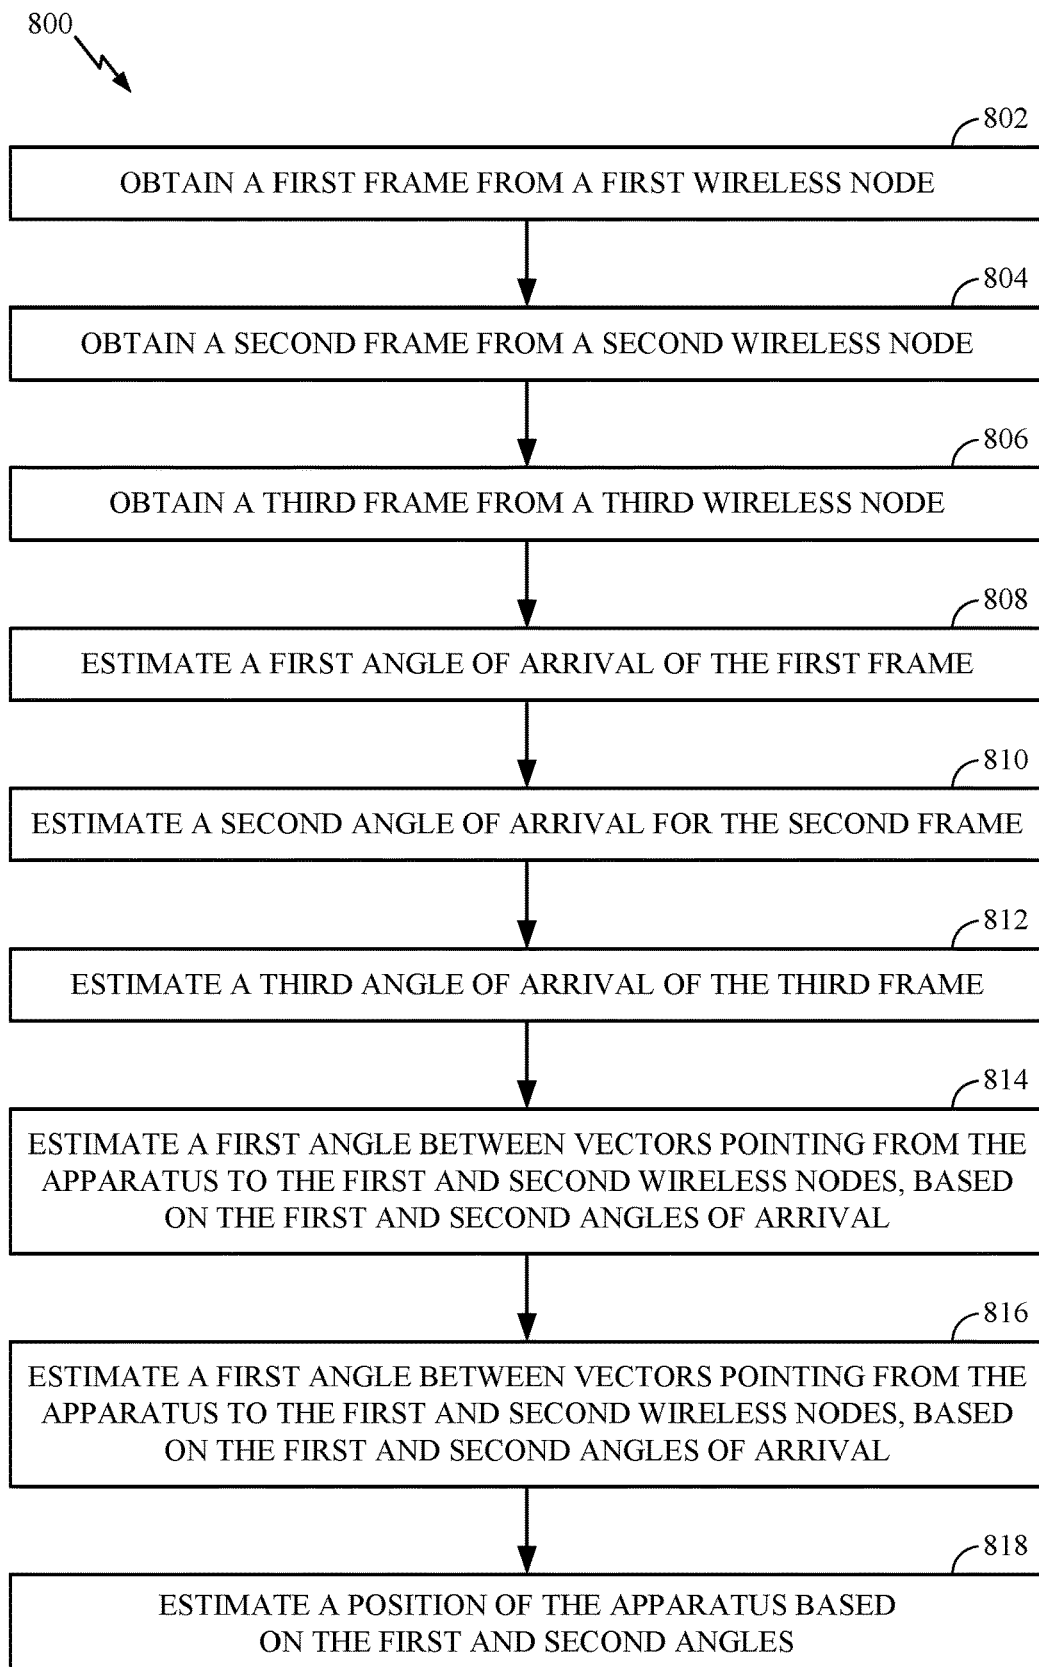 800
802
OBTAIN A FIRST FRAME FROM A FIRST WIRELESS NODE
804
OBTAIN A SECOND FRAME FROM A SECOND WIRELESS NODE
806
OBTAIN A THIRD FRAME FROM A THIRD WIRELESS NODE
808
ESTIMATE A FIRST ANGLE OF ARRIVAL OF THE FIRST FRAME
810
ESTIMATE A SECOND ANGLE OF ARRIVAL FOR THE SECOND FRAME
812
ESTIMATE A THIRD ANGLE OF ARRIVAL OF THE THIRD FRAME
814
ESTIMATE A FIRST ANGLE BETWEEN VECTORS POINTING FROM THE
APPARATUS TO THE FIRST AND SECOND WIRELESS NODES, BASED
ON THE FIRST AND SECOND ANGLES OF ARRIVAL
816
ESTIMATE A FIRST ANGLE BETWEEN VECTORS POINTING FROM THE
APPARATUS TO THE FIRST AND SECOND WIRELESS NODES, BASED
ON THE FIRST AND SECOND ANGLES OF ARRIVAL
818
ESTIMATE A POSITION OF THE APPARATUS BASED
ON THE FIRST AND SECOND ANGLES